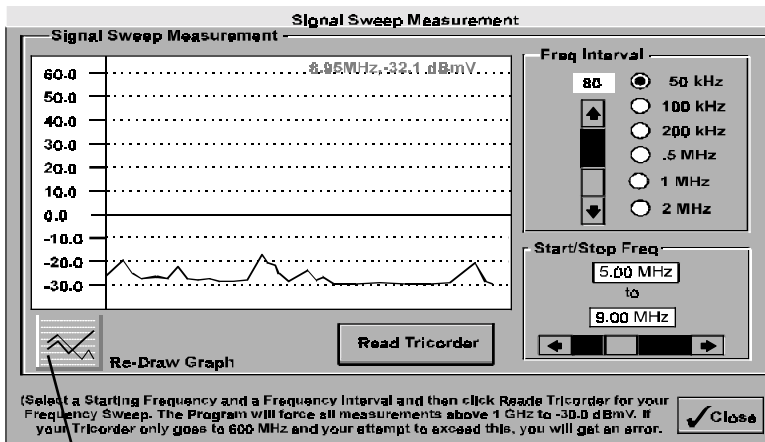 Signal Sweep Measurement
Signal Sweep Measurement
8.95MHz,-32.1 dBmV
60.0
50.0
40.0
30.0
20.0
10.0
0.0
-10.0
-20.0
-30.0
Re-Draw Graph
Read Tricorder
Freq Interval
80
50 kHz
100 kHz
200 kHz
.5 MHz
1 MHz
2 MHz
Start/Stop Freq
5.00 MHz
to
9.00 MHz
(Select a Starting Frequency and a Frequency Interval and then click Reade Tricorder for your
Frequency Sweep. The Program will force all measurements above 1 GHz to -30.0 dBmV. If
your Tricorder only goes to 600 MHz and your attempt to exceed this, you will get an error.
Close